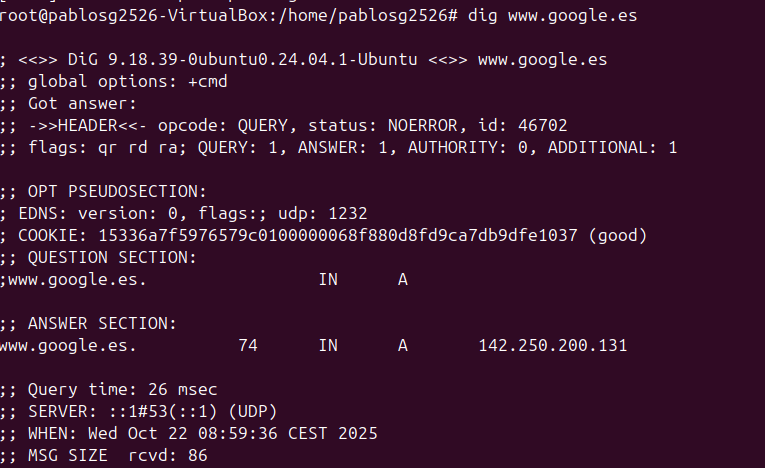 root@pablosg2526-VirtualBox:/home/pablosg2526# dig www.google.es
; <<>> DiG 9.18.39-0ubuntu0.24.04.1-Ubuntu <<>> www.google.es
;; global options: +cmd
;; Got answer:
;; ->>HEADER<<- opcode: QUERY, status: NOERROR, id: 46702
;; flags: qr rd ra; QUERY: 1, ANSWER: 1, AUTHORITY: 0, ADDITIONAL: 1
;; OPT PSEUDOSECTION:
; EDNS: version: 0, flags:; udp: 1232
; COOKIE: 15336a7f5976579c0100000068f880d8fd9ca7db9dfe1037 (good)
;; QUESTION SECTION:
;www.google.es. IN A
;; ANSWER SECTION:
www.google.es. 74 IN A 142.250.200.131
;; Query time: 26 msec
;; SERVER: ::1#53(::1) (UDP)
;; WHEN: Wed Oct 22 08:59:36 CEST 2025
;; MSG SIZE rcvd: 86